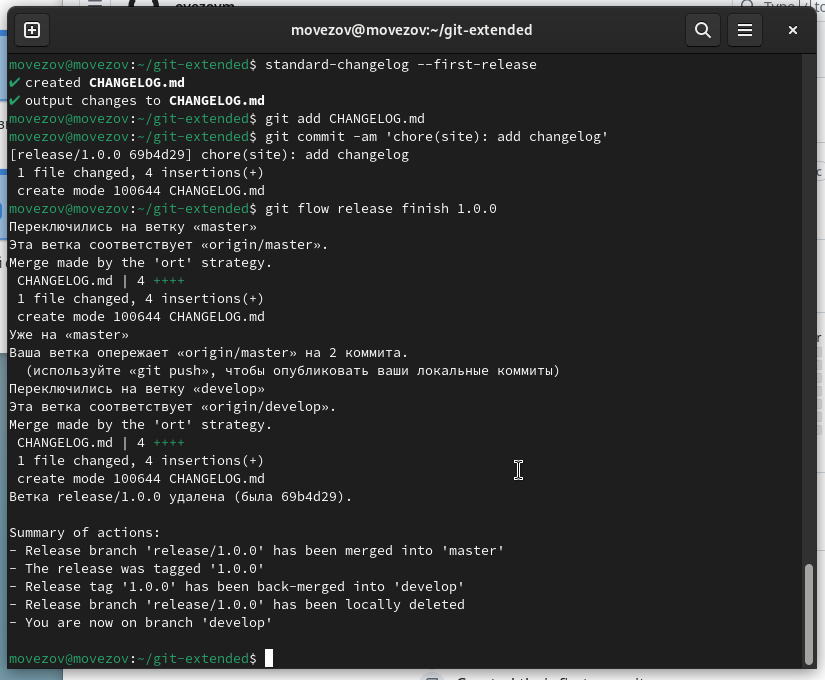 movezov@movezov:~/git-extended
movezov@movezov:~/git-extended$ standard-changelog --first-release
✔ created CHANGELOG.md
✔ output changes to CHANGELOG.md
movezov@movezov:~/git-extended$ git add CHANGELOG.md
movezov@movezov:~/git-extended$ git commit -am 'chore(site): add changelog'
[release/1.0.0 69b4d29] chore(site): add changelog
 1 file changed, 4 insertions(+)
 create mode 100644 CHANGELOG.md
movezov@movezov:~/git-extended$ git flow release finish 1.0.0
Переключились на ветку «master»
Эта ветка соответствует «origin/master».
Merge made by the 'ort' strategy.
 CHANGELOG.md | 4 ++++
 1 file changed, 4 insertions(+)
 create mode 100644 CHANGELOG.md
Уже на «master»
Ваша ветка опережает «origin/master» на 2 коммита.
  (используйте «git push», чтобы опубликовать ваши локальные коммиты)
Переключились на ветку «develop»
Эта ветка соответствует «origin/develop».
Merge made by the 'ort' strategy.
 CHANGELOG.md | 4 ++++
 1 file changed, 4 insertions(+)
 create mode 100644 CHANGELOG.md
Ветка release/1.0.0 удалена (была 69b4d29).

Summary of actions:
- Release branch 'release/1.0.0' has been merged into 'master'
- The release was tagged '1.0.0'
- Release tag '1.0.0' has been back-merged into 'develop'
- Release branch 'release/1.0.0' has been locally deleted
- You are now on branch 'develop'

movezov@movezov:~/git-extended$